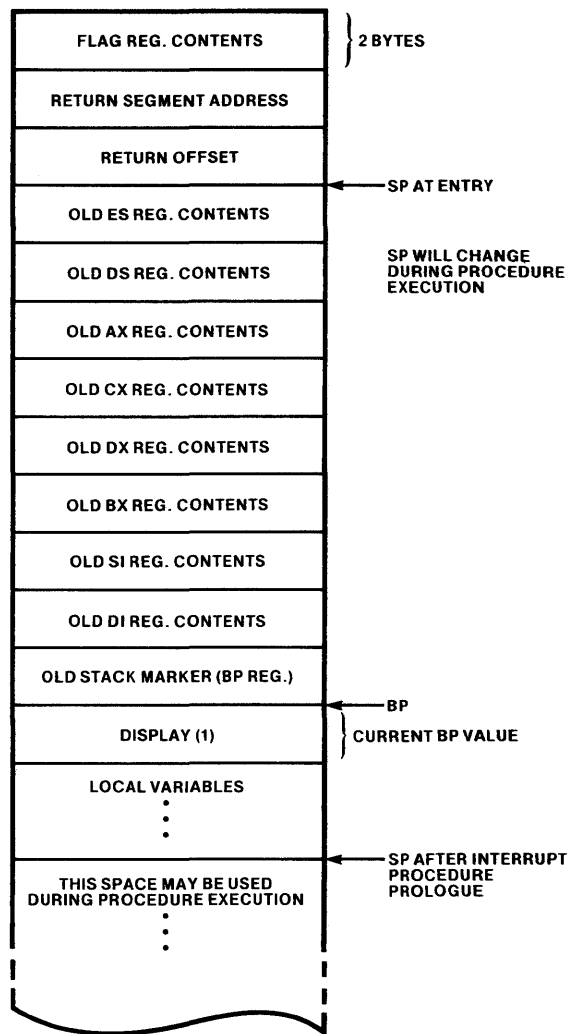 FLAG REG. CONTENTS
2 BYTES
RETURN SEGMENT ADDRESS
RETURN OFFSET
SP AT ENTRY
OLD ES REG. CONTENTS
SP WILL CHANGE
DURING PROCEDURE
EXECUTION
OLD DS REG. CONTENTS
OLD AX REG. CONTENTS
OLD CX REG. CONTENTS
OLD DX REG. CONTENTS
OLD BX REG. CONTENTS
OLD SI REG. CONTENTS
OLD DI REG. CONTENTS
OLD STACK MARKER (BP REG.)
BP
DISPLAY (1)
CURRENT BP VALUE
LOCAL VARIABLES
SP AFTER INTERRUPT
PROCEDURE
PROLOGUE
THIS SPACE MAY BE USED
DURING PROCEDURE EXECUTION